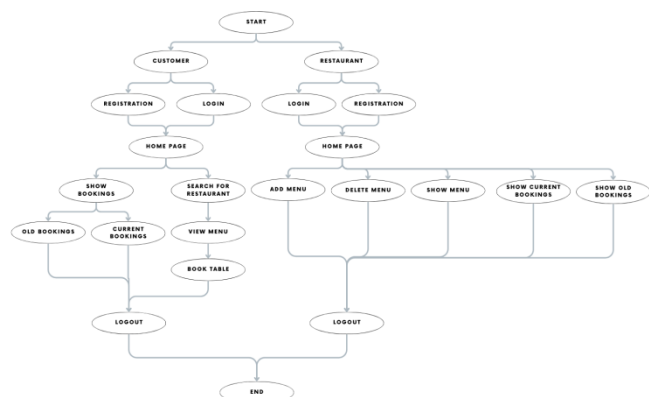 START
CUSTOMER
RESTAURANT
REGISTRATION
LOGIN
LOGIN
REGISTRATION
HOME PAGE
HOME PAGE
SHOW
BOOKINGS
SEARCH FOR
RESTAURANT
ADD MENU
DELETE MENU
SHOW MENU
SHOW CURRENT
BOOKINGS
SHOW OLD
BOOKINGS
OLD BOOKINGS
CURRENT
BOOKINGS
VIEW MENU
BOOK TABLE
LOGOUT
LOGOUT
END